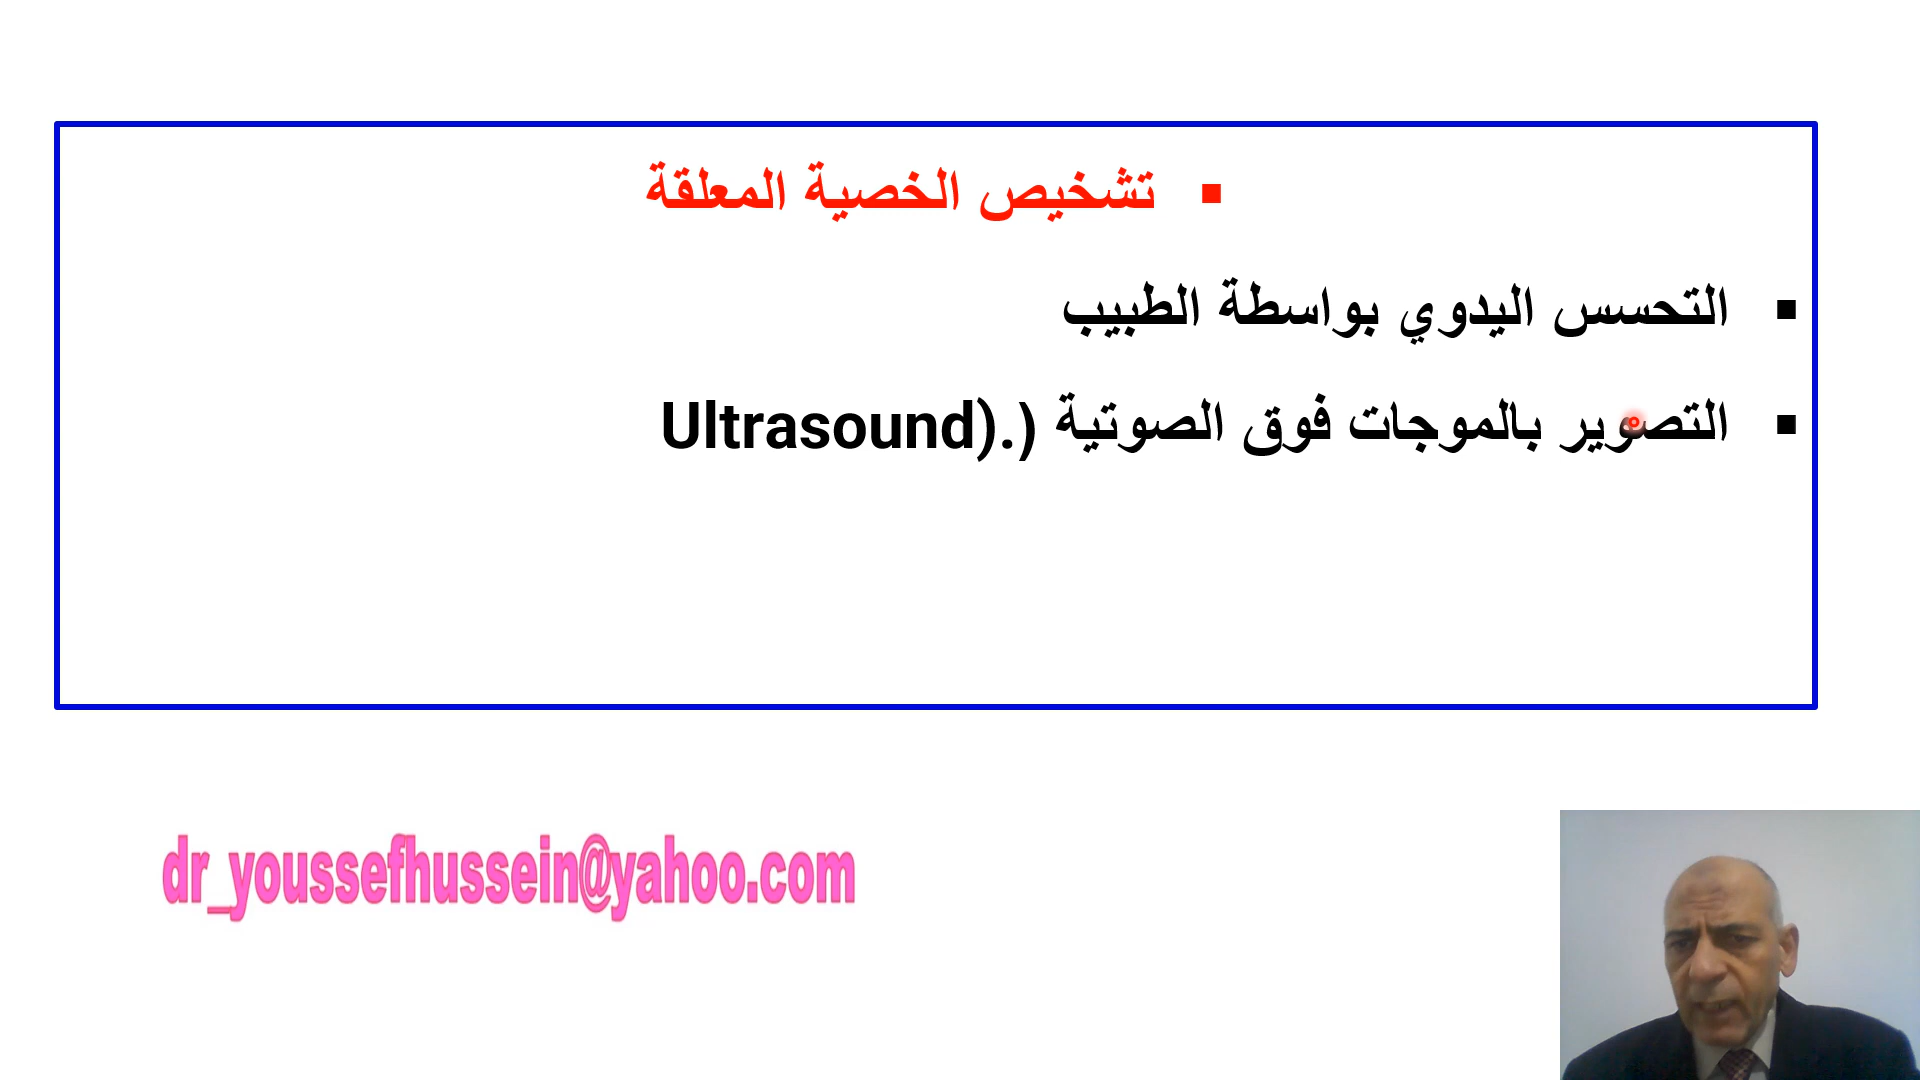 ▪ تشخيص الخصية المعلقة
▪ التحسس اليدوي بواسطة الطبيب
▪ التصوير بالموجات فوق الصوتية (.(Ultrasound
dr_youssefhussein@yahoo.com